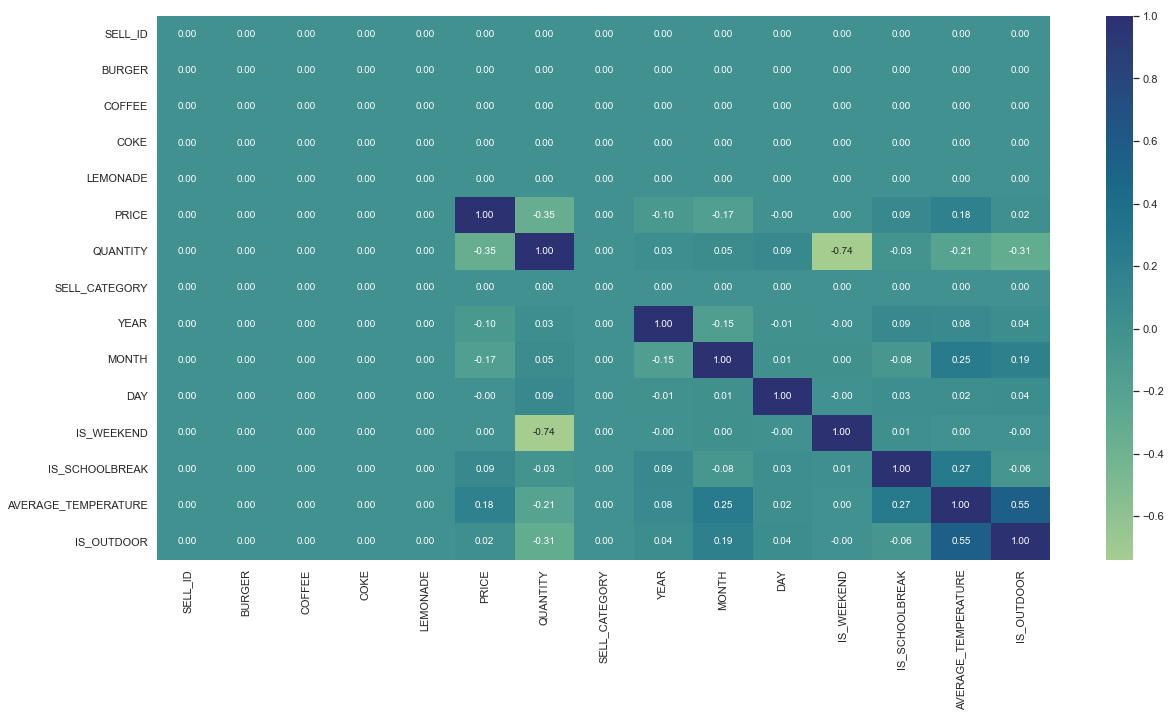 SELL_ID 0.00 0.00 0.00 0.00 0.00 0.00 0.00 0.00 0.00 0.00 0.00 0.00 0.00 0.00 0.00
BURGER 0.00 0.00 0.00 0.00 0.00 0.00 0.00 0.00 0.00 0.00 0.00 0.00 0.00 0.00 0.00
COFFEE 0.00 0.00 0.00 0.00 0.00 0.00 0.00 0.00 0.00 0.00 0.00 0.00 0.00 0.00 0.00
COKE 0.00 0.00 0.00 0.00 0.00 0.00 0.00 0.00 0.00 0.00 0.00 0.00 0.00 0.00 0.00
LEMONADE 0.00 0.00 0.00 0.00 0.00 0.00 0.00 0.00 0.00 0.00 0.00 0.00 0.00 0.00 0.00
PRICE 0.00 0.00 0.00 0.00 0.00 1.00 -0.35 0.00 -0.10 -0.17 -0.00 0.00 0.09 0.18 0.02
QUANTITY 0.00 0.00 0.00 0.00 0.00 -0.35 1.00 0.00 0.03 0.05 0.09 -0.74 -0.03 -0.21 -0.31
SELL_CATEGORY 0.00 0.00 0.00 0.00 0.00 0.00 0.00 0.00 0.00 0.00 0.00 0.00 0.00 0.00 0.00
YEAR 0.00 0.00 0.00 0.00 0.00 -0.10 0.03 0.00 1.00 -0.15 -0.01 -0.00 0.09 0.08 0.04
MONTH 0.00 0.00 0.00 0.00 0.00 -0.17 0.05 0.00 -0.15 1.00 0.01 0.00 -0.08 0.25 0.19
DAY 0.00 0.00 0.00 0.00 0.00 -0.00 0.09 0.00 -0.01 0.01 1.00 -0.00 0.03 0.02 0.04
IS_WEEKEND 0.00 0.00 0.00 0.00 0.00 0.00 -0.74 0.00 -0.00 0.00 -0.00 1.00 0.01 0.00 -0.00
IS_SCHOOLBREAK 0.00 0.00 0.00 0.00 0.00 0.09 -0.03 0.00 0.09 -0.08 0.03 0.01 1.00 0.27 -0.06
AVERAGE_TEMPERATURE 0.00 0.00 0.00 0.00 0.00 0.18 -0.21 0.00 0.08 0.25 0.02 0.00 0.27 1.00 0.55
IS_OUTDOOR 0.00 0.00 0.00 0.00 0.00 0.02 -0.31 0.00 0.04 0.19 0.04 -0.00 -0.06 0.55 1.00
SELL_ID
BURGER
COFFEE
COKE
LEMONADE
PRICE
QUANTITY
SELL_CATEGORY
YEAR
MONTH
DAY
IS_WEEKEND
IS_SCHOOLBREAK
AVERAGE_TEMPERATURE
IS_OUTDOOR
1.0
0.8
0.6
0.4
0.2
0.0
−0.2
−0.4
−0.6